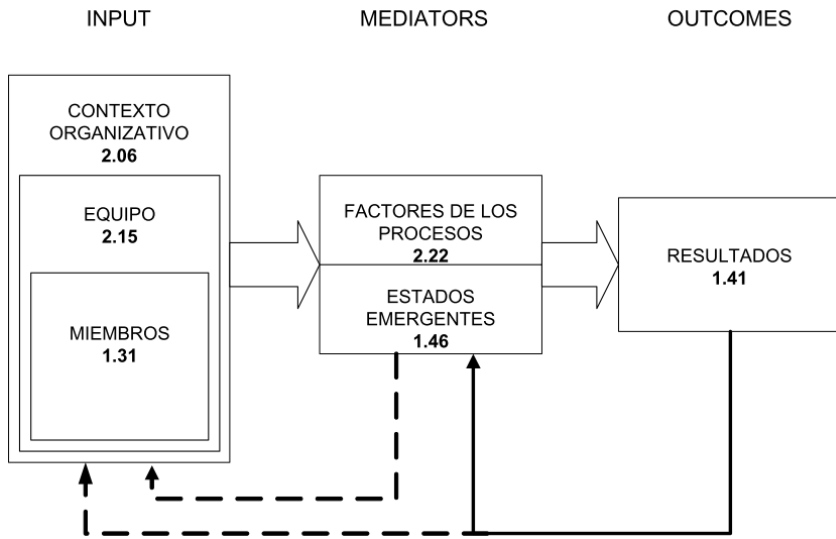 INPUT
MEDIATORS
OUTCOMES
CONTEXTO
ORGANIZATIVO
2.06
EQUIPO
2.15
MIEMBROS
1.31
FACTORES DE LOS
PROCESOS
2.22
ESTADOS
EMERGENTES
1.46
RESULTADOS
1.41